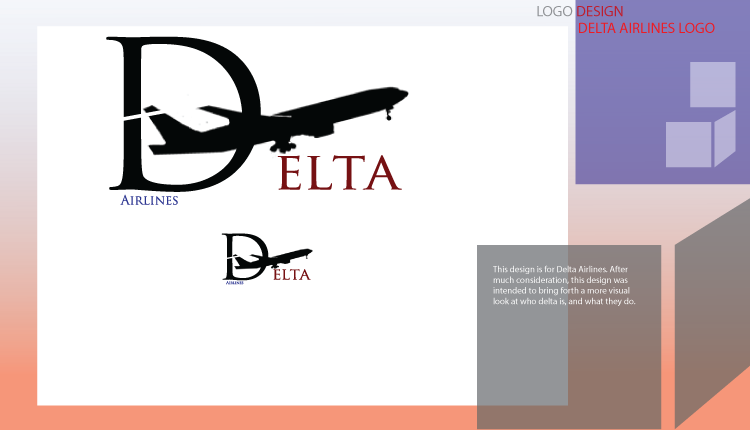 LOGO DESIGN
DELTA AIRLINES LOGO
DELTA
AIRLINES
DELTA
AIRLINES
This design is for Delta Airlines. After
much consideration, this design was
intended to bring forth a more visual
look at who delta is, and what they do.